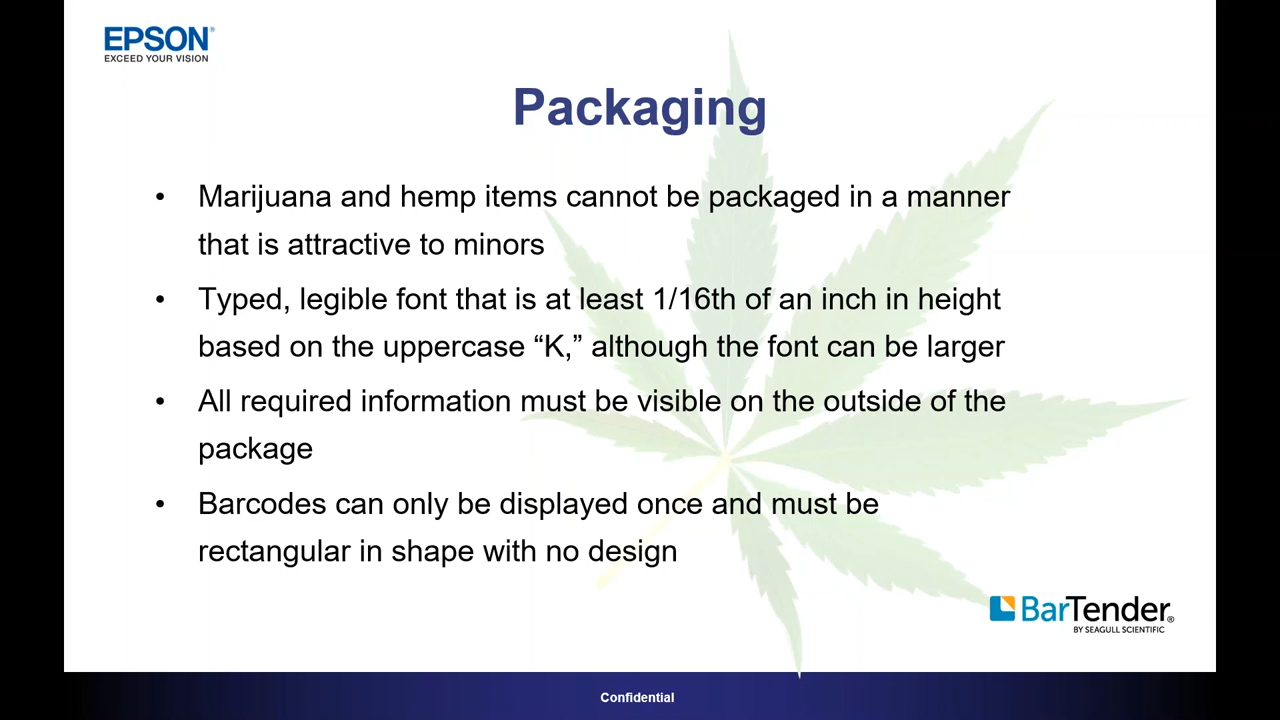 EPSON®
EXCEED YOUR VISION
Packaging
• Marijuana and hemp items cannot be packaged in a manner
that is attractive to minors
• Typed, legible font that is at least 1/16th of an inch in height
based on the uppercase “K,” although the font can be larger
• All required information must be visible on the outside of the
package
• Barcodes can only be displayed once and must be
rectangular in shape with no design
BarTender®
BY SEAGULL SCIENTIFIC
Confidential